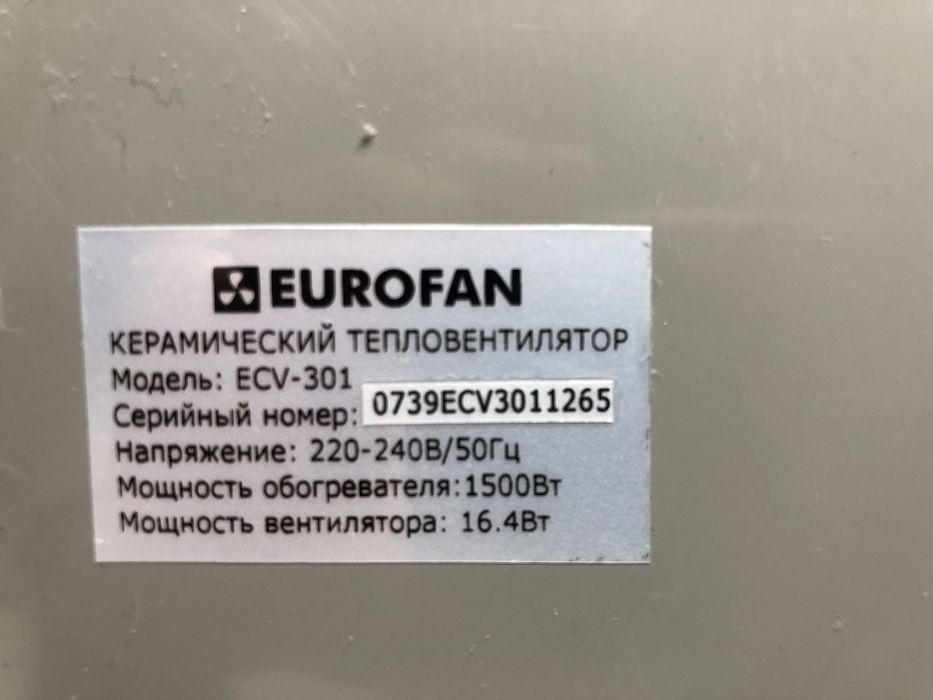 EUROFAN
КЕРАМИЧЕСКИЙ ТЕПЛОВЕНТИЛЯТОР
Модель: ECV-301
Серийный номер: 0739ECV3011265
Напряжение: 220-240В/50Гц
Мощность обогревателя:1500Вт
Мощность вентилятора: 16.4Вт